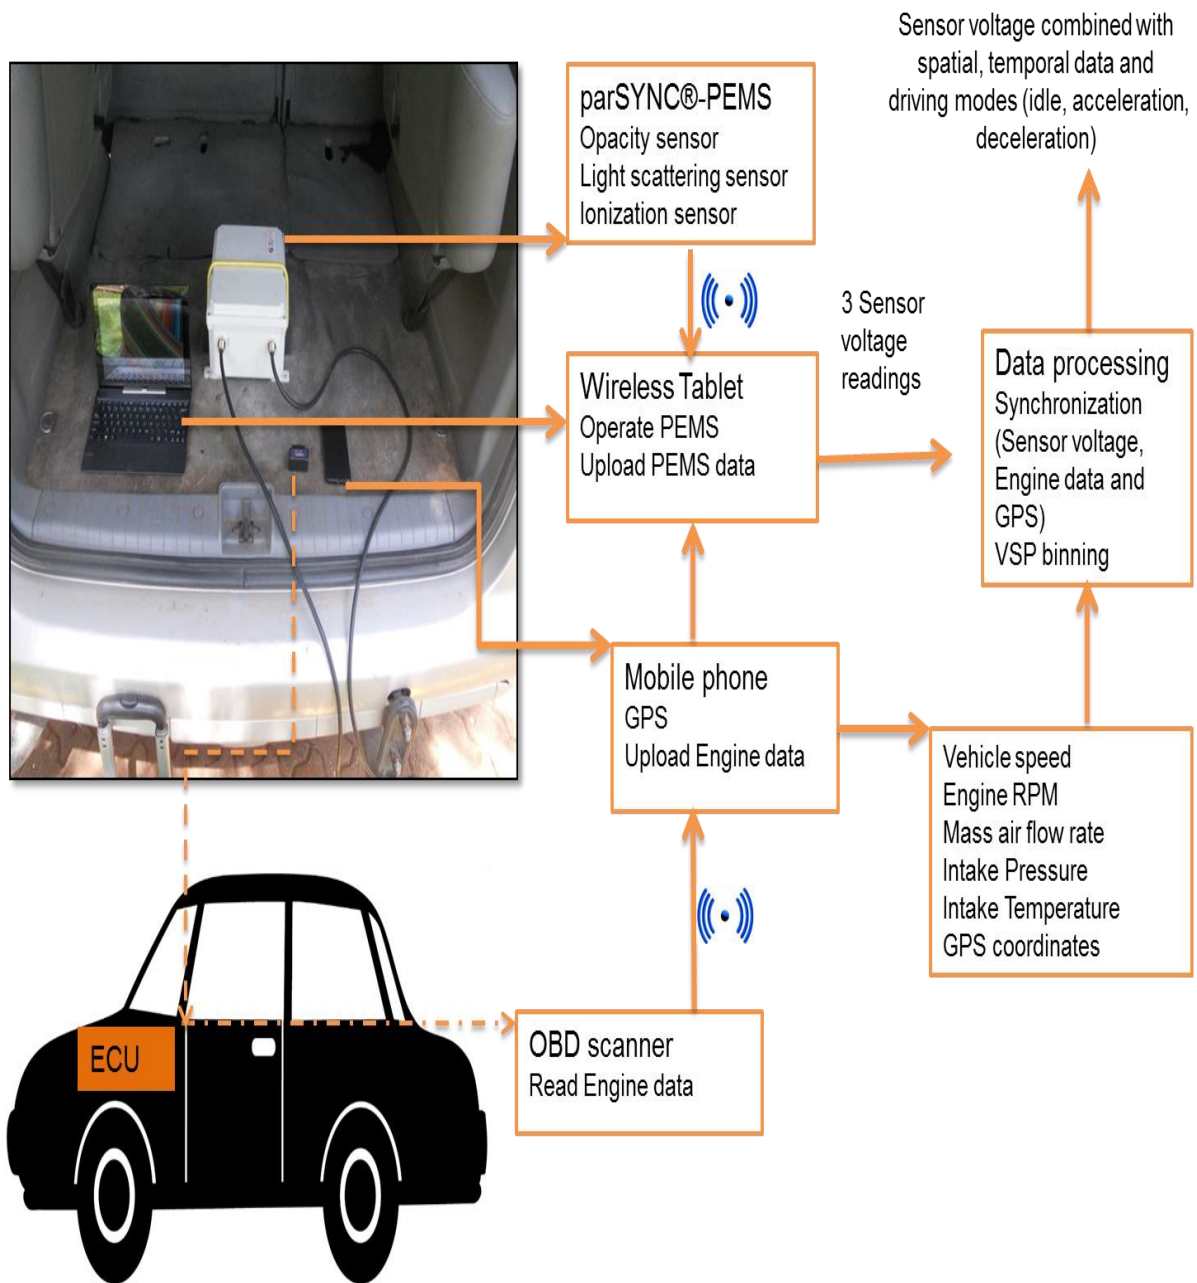 Sensor voltage combined with
spatial, temporal data and
driving modes (idle, acceleration,
deceleration)
parSYNC®-PEMS
Opacity sensor
Light scattering sensor
Ionization sensor
3 Sensor
voltage
readings
Wireless Tablet
Operate PEMS
Upload PEMS data
Data processing
Synchronization
(Sensor voltage,
Engine data and
GPS)
VSP binning
Mobile phone
GPS
Upload Engine data
Vehicle speed
Engine RPM
Mass air flow rate
Intake Pressure
Intake Temperature
GPS coordinates
ECU
OBD scanner
Read Engine data